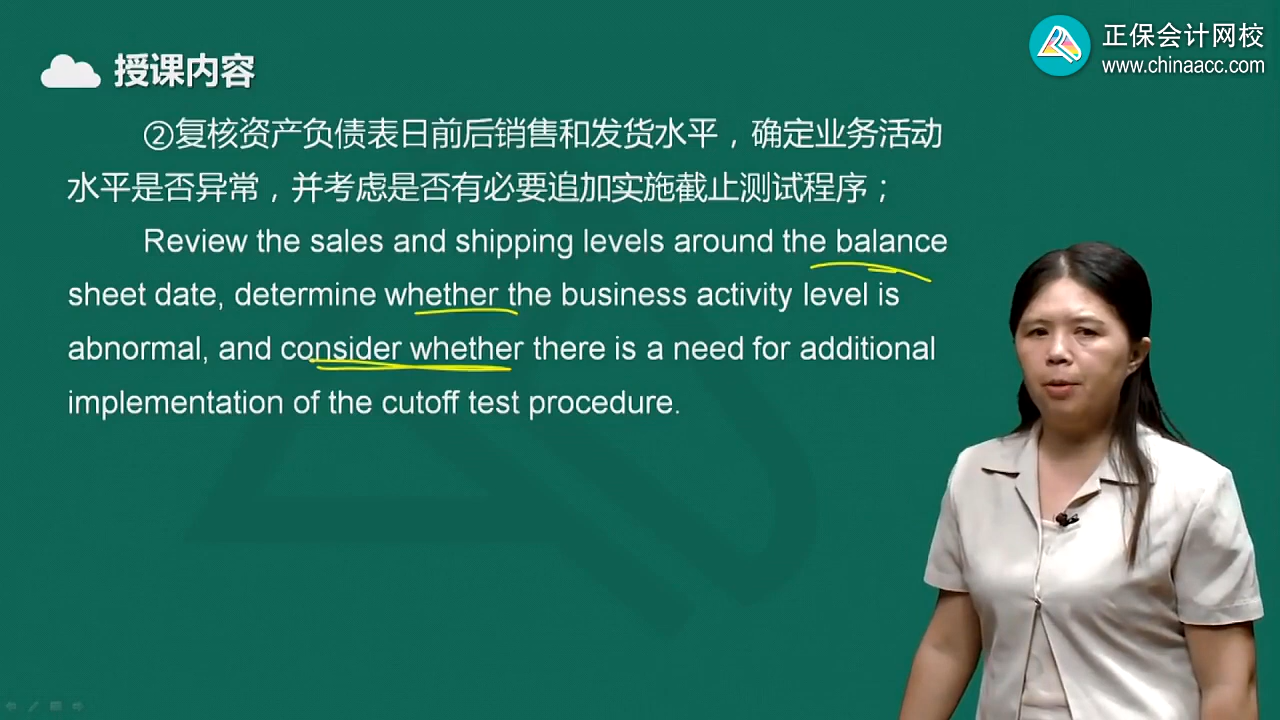 正保会计网校
www.chinaacc.com
授课内容
②复核资产负债表日前后销售和发货水平，确定业务活动
水平是否异常，并考虑是否有必要追加实施截止测试程序；
Review the sales and shipping levels around the balance
sheet date, determine whether the business activity level is
abnormal, and consider whether there is a need for additional
implementation of the cutoff test procedure.